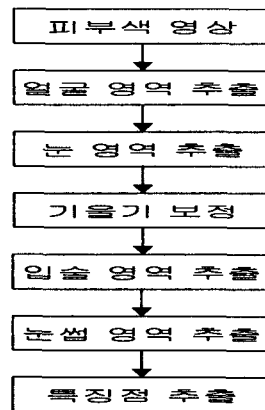 피부색 영상
얼굴 영역 추출
눈 영역 추출
기울기 보정
입술 영역 추출
눈썹 영역 추출
특징점 추출